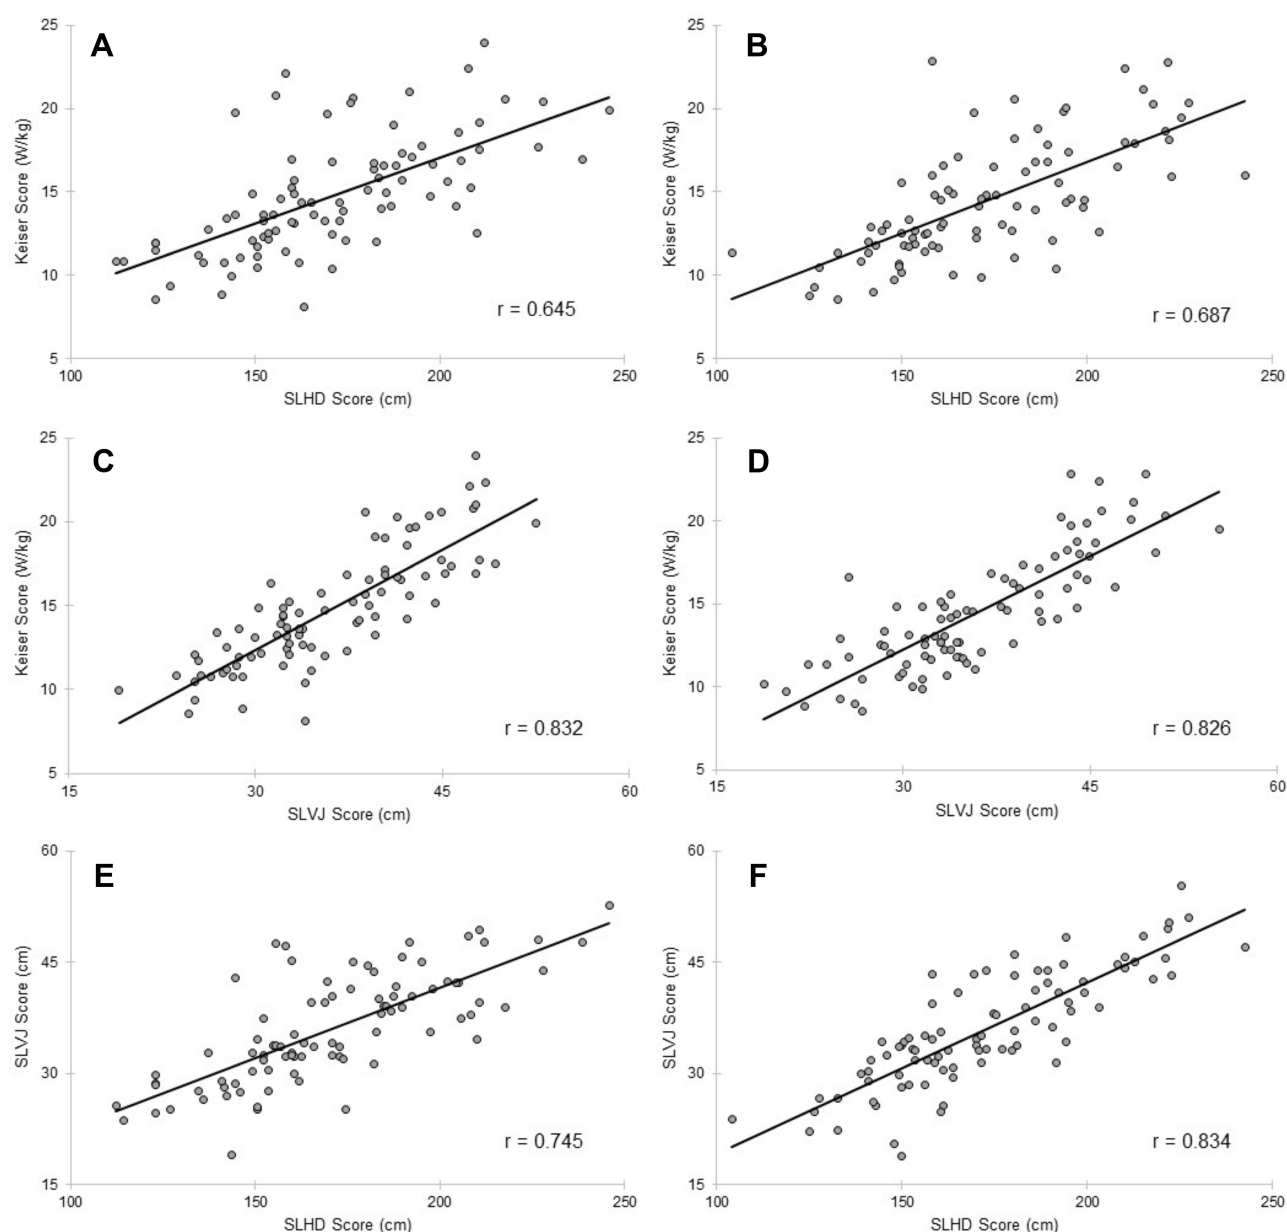 A
25
20
15
10
5
Keiser Score (W/kg)
r = 0.645
100 150 200 250
SLHD Score (cm)
B
25
20
15
10
5
Keiser Score (W/kg)
r = 0.687
100 150 200 250
SLHD Score (cm)
C
25
20
15
10
5
Keiser Score (W/kg)
r = 0.832
15 30 45 60
SLVJ Score (cm)
D
25
20
15
10
5
Keiser Score (W/kg)
r = 0.826
15 30 45 60
SLVJ Score (cm)
E
60
45
30
15
SLVJ Score (cm)
r = 0.745
100 150 200 250
SLHD Score (cm)
F
60
45
30
15
SLVJ Score (cm)
r = 0.834
100 150 200 250
SLHD Score (cm)